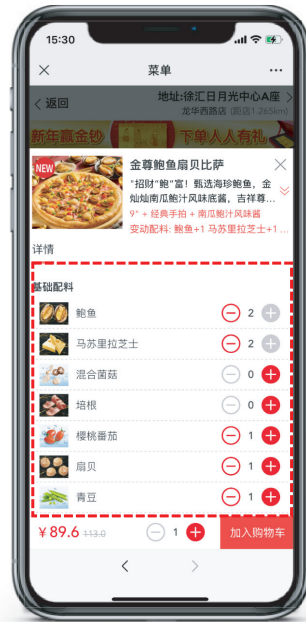 15:30
菜单
返回
地址:徐汇日月光中心A座
龙华西路店 (距店1.265km)
新年赢金钞
下单人人有礼
NEW
金尊鲍鱼扇贝比萨
"招财"鲍"富！甄选海珍鲍鱼，金
灿灿南瓜鲍汁风味底酱，吉祥尊...
9" + 经典手拍 + 南瓜鲍汁风味酱
变动配料: 鲍鱼+1 马苏里拉芝士+1 ...
详情
基础配料
鲍鱼 2
马苏里拉芝士 2
混合菌菇 0
培根 0
樱桃番茄 1
扇贝 1
青豆 1
¥89.6 113.0 1 加入购物车